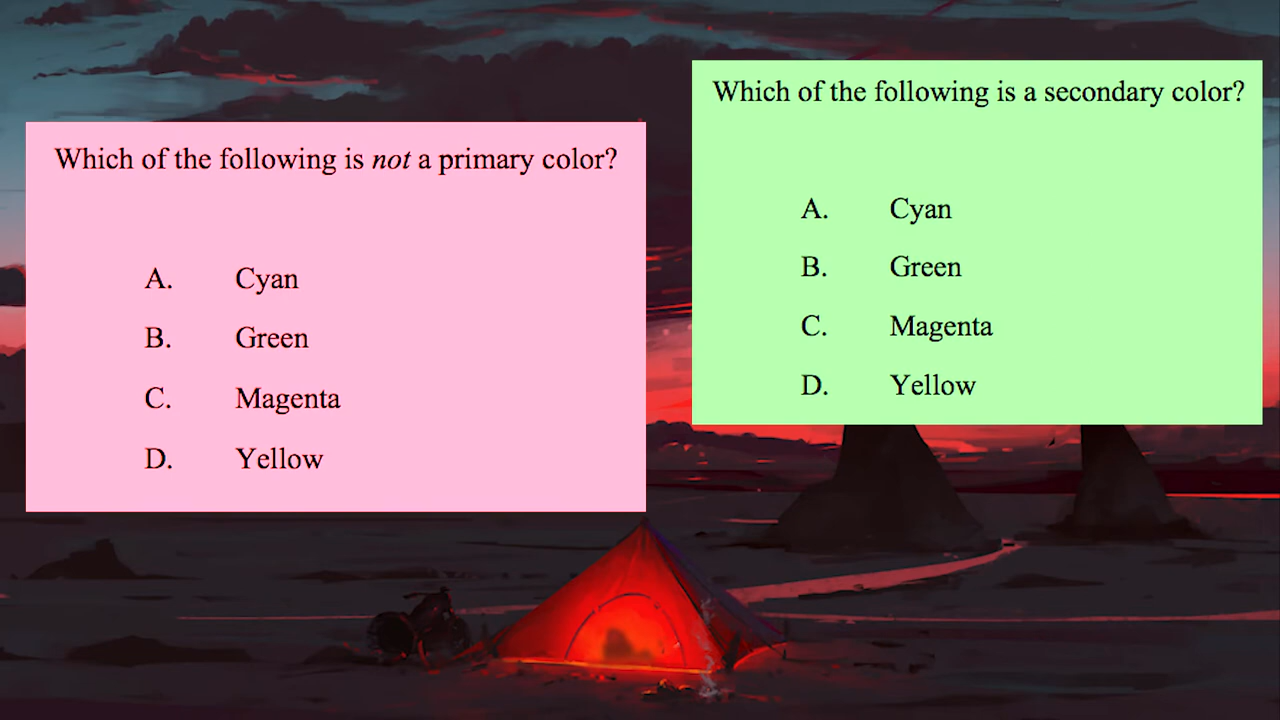 Which of the following is not a primary color?
A. Cyan
B. Green
C. Magenta
D. Yellow
Which of the following is a secondary color?
A. Cyan
B. Green
C. Magenta
D. Yellow